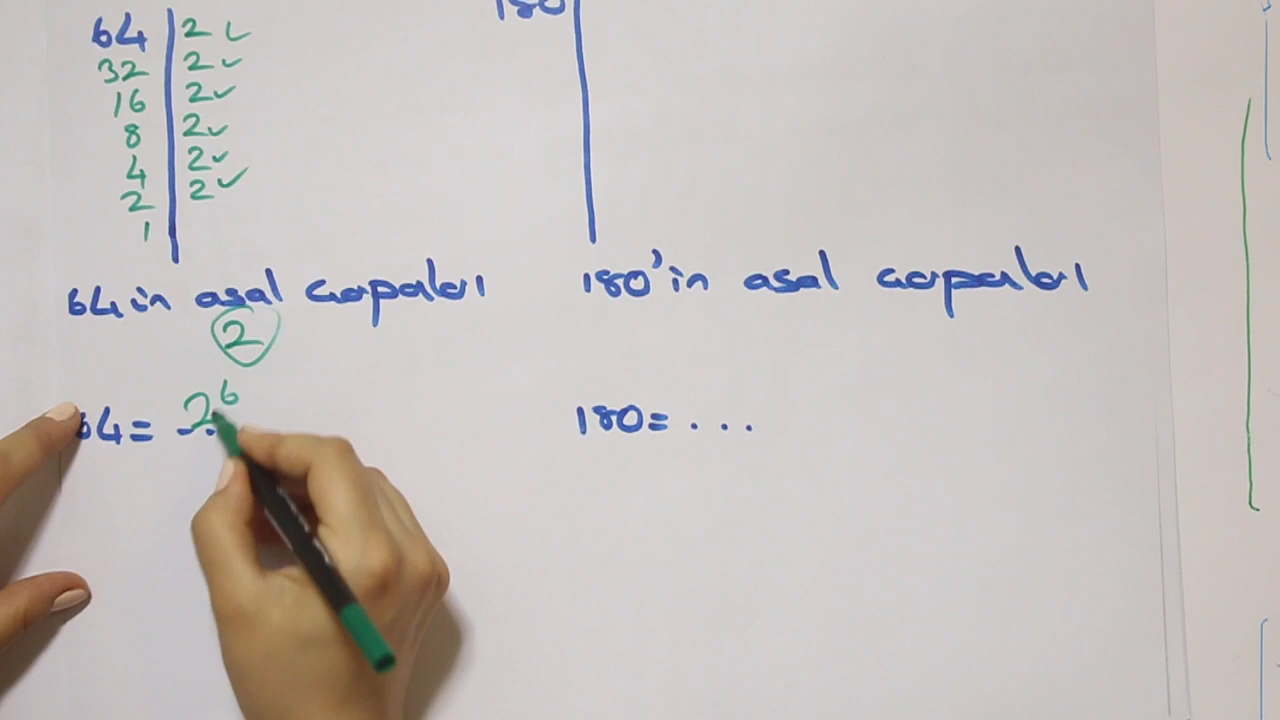 64 | 2 ✓
32 | 2 ✓
16 | 2 ✓
8 | 2 ✓
4 | 2 ✓
2 | 2 ✓
1 |
180 |
64 in asal çarpanları
2
64 = 2⁶
180'in asal çarpanları
180 = ...